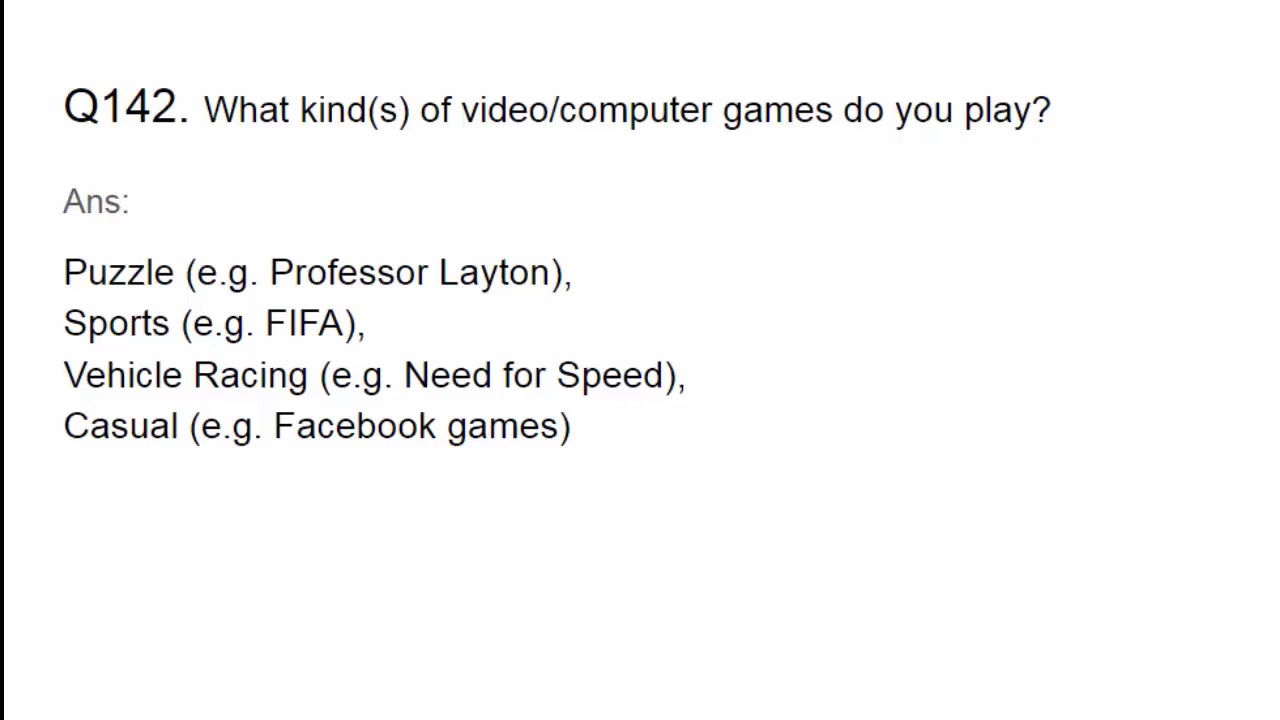 Q142. What kind(s) of video/computer games do you play?
Ans:
Puzzle (e.g. Professor Layton),
Sports (e.g. FIFA),
Vehicle Racing (e.g. Need for Speed),
Casual (e.g. Facebook games)